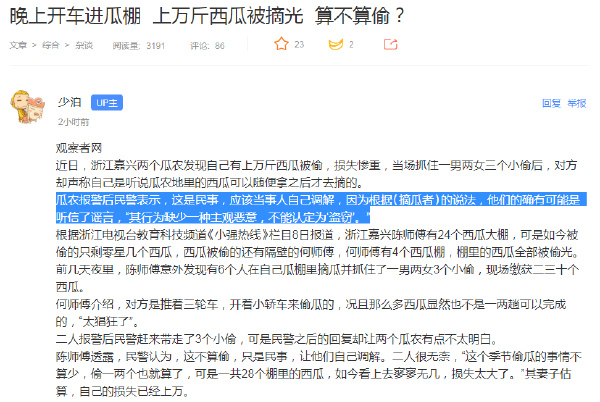 晚上开车进瓜棚 上万斤西瓜被摘光 算不算偷？
文章 > 综合 > 杂谈 阅读量: 3191 评论: 86 23 2
少泊 UP主 回复 举报
2小时前
观察者网
近日，浙江嘉兴两个瓜农发现自己有上万斤西瓜被偷，损失惨重，当场抓住一男两女三个小偷后，对方
却声称自己是听说瓜农地里的西瓜可以随便拿之后才去摘的。
瓜农报警后民警表示，这是民事，应该当事人自己调解，因为根据(摘瓜者)的说法，他们的确有可能是
听信了谣言，“其行为缺少一种主观恶意，不能认定为‘盗窃’。”
根据浙江电视台教育科技频道《小强热线》栏目8日报道，浙江嘉兴陈师傅有24个西瓜大棚，可是如今被
偷的只剩零星几个西瓜，西瓜被偷的还有隔壁的何师傅，何师傅有4个西瓜棚，棚里的西瓜全部被偷光。
前几天夜里，陈师傅意外发现有6个人在自己瓜棚里摘瓜并抓住了一男两女3个小偷，现场缴获二三十个
西瓜。
何师傅介绍，对方是推着三轮车，开着小轿车来偷瓜的，况且那么多西瓜显然也不是一两趟可以完成
的，“太猖狂了”。
二人报警后民警赶来带走了3个小偷，可是民警之后的回复却让两个瓜农有点不太明白。
陈师傅透露，民警认为，这不算偷，只是民事，让他们自己调解。二人很无奈，“这个季节偷瓜的事情不
算少，偷一两个也就算了，可是一共28个棚里的西瓜，如今看上去寥寥无几，损失太大了。”其妻子估
算，自己的损失已经上万。